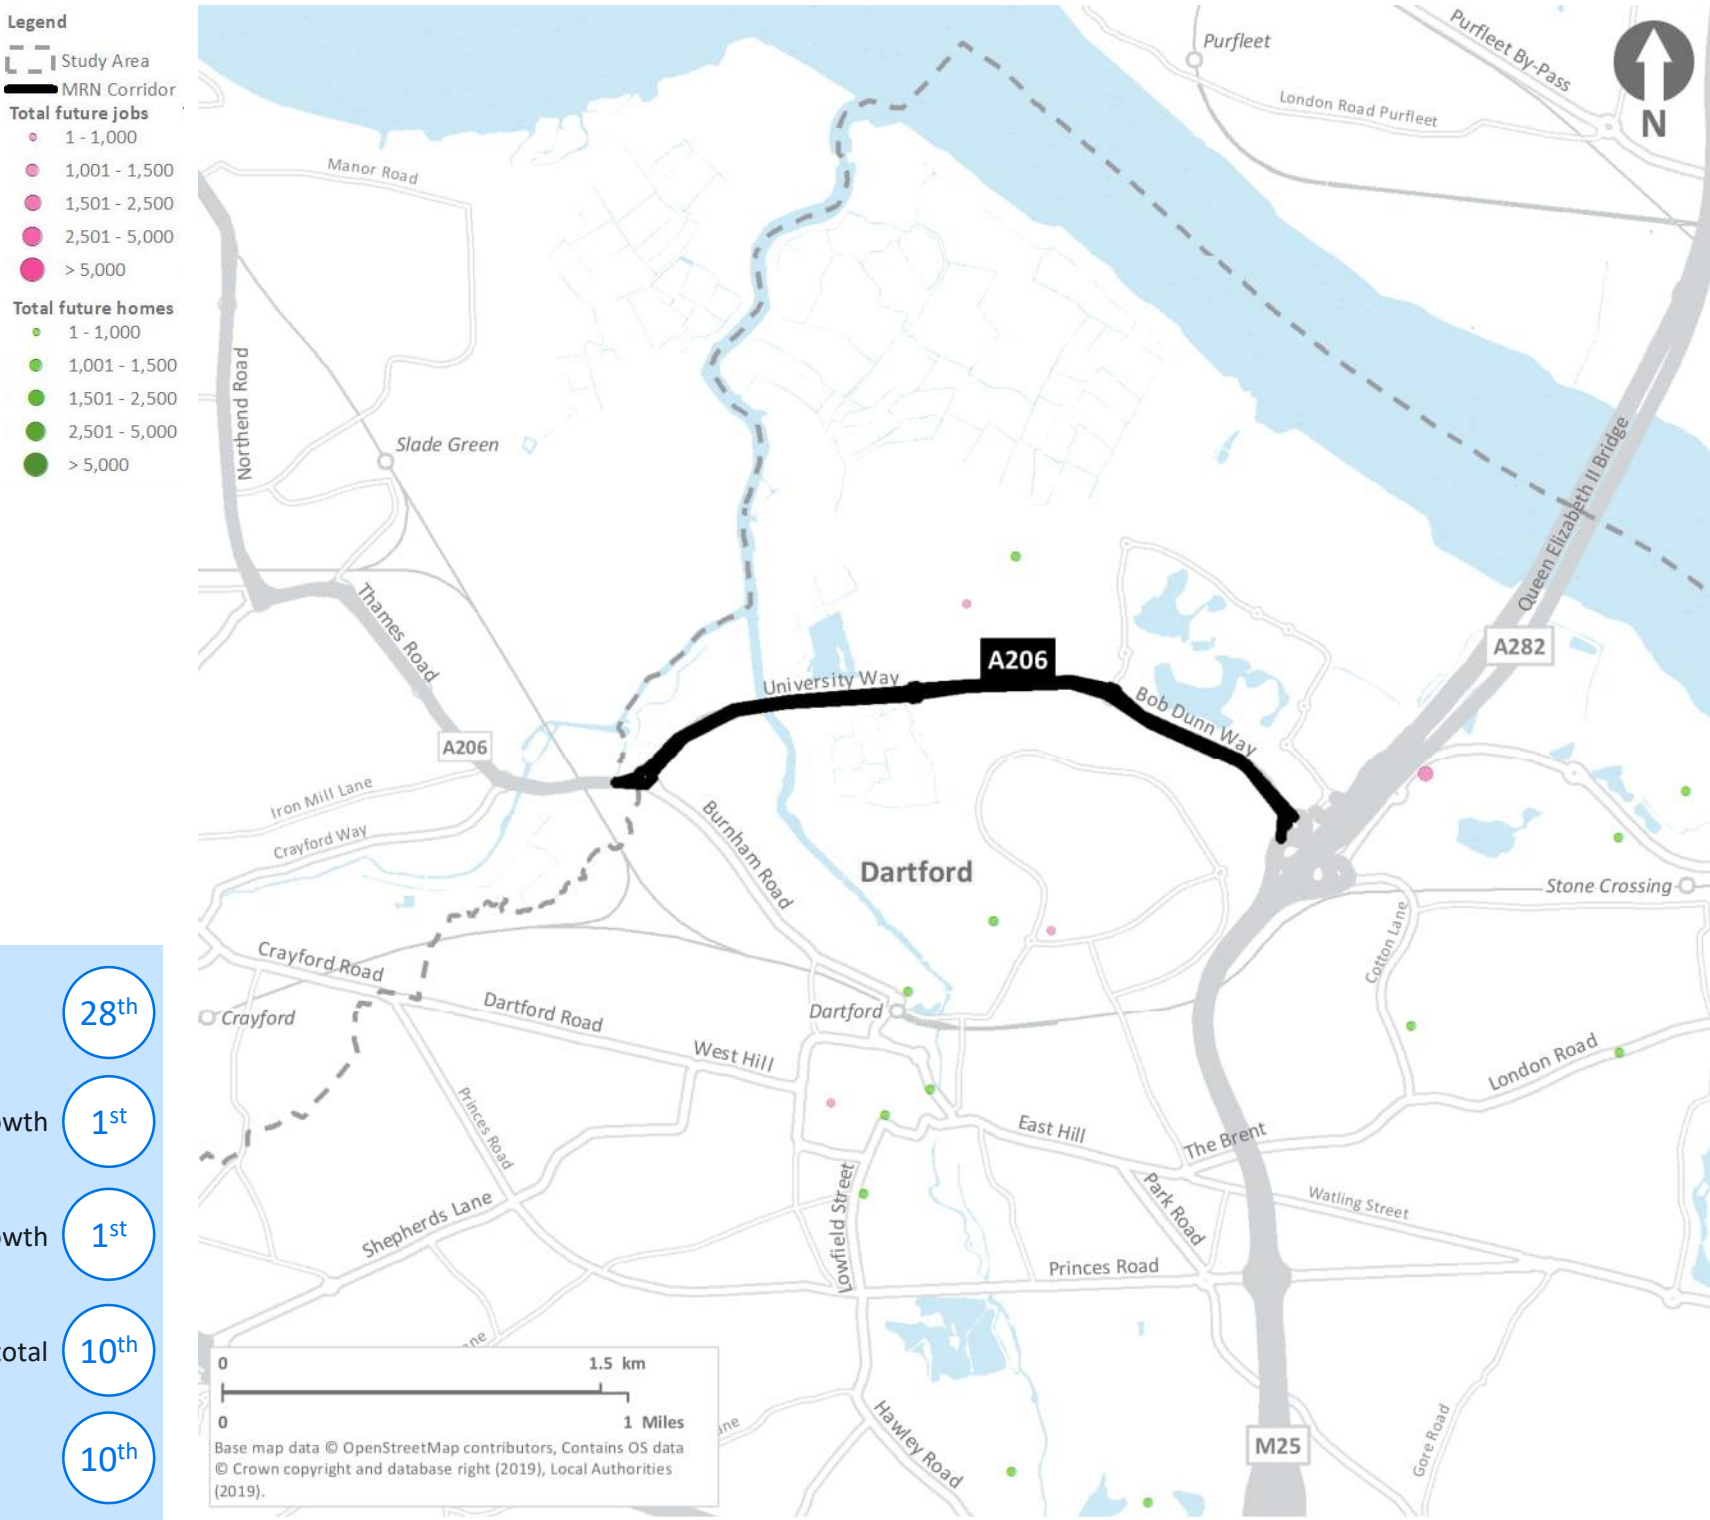 Legend
Study Area
MRN Corridor
Total future jobs
1 - 1,000
1,001 - 1,500
1,501 - 2,500
2,501 - 5,000
> 5,000
Total future homes
1 - 1,000
1,001 - 1,500
1,501 - 2,500
2,501 - 5,000
> 5,000
28th
owth 1st
owth 1st
total 10th
10th
Purfleet
Purfleet By-Pass
London Road Purfleet
N
Manor Road
Northend Road
Slade Green
Queen Elizabeth II Bridge
Thames Road
A282
A206
University Way
Bob Dunn Way
A206
Iron Mill Lane
Crayford Way
Burnham Road
Dartford
Stone Crossing
Cotton Lane
Crayford Road
Dartford Road
Dartford
Crayford
West Hill
London Road
Princes Road
East Hill
The Brent
Park Road
Watling Street
Shepherds Lane
Lowfield Street
Princes Road
ane
Hawley Road
M25
Gore Road
ane
0 1.5 km
0 1 Miles
Base map data © OpenStreetMap contributors, Contains OS data
© Crown copyright and database right (2019), Local Authorities
(2019).